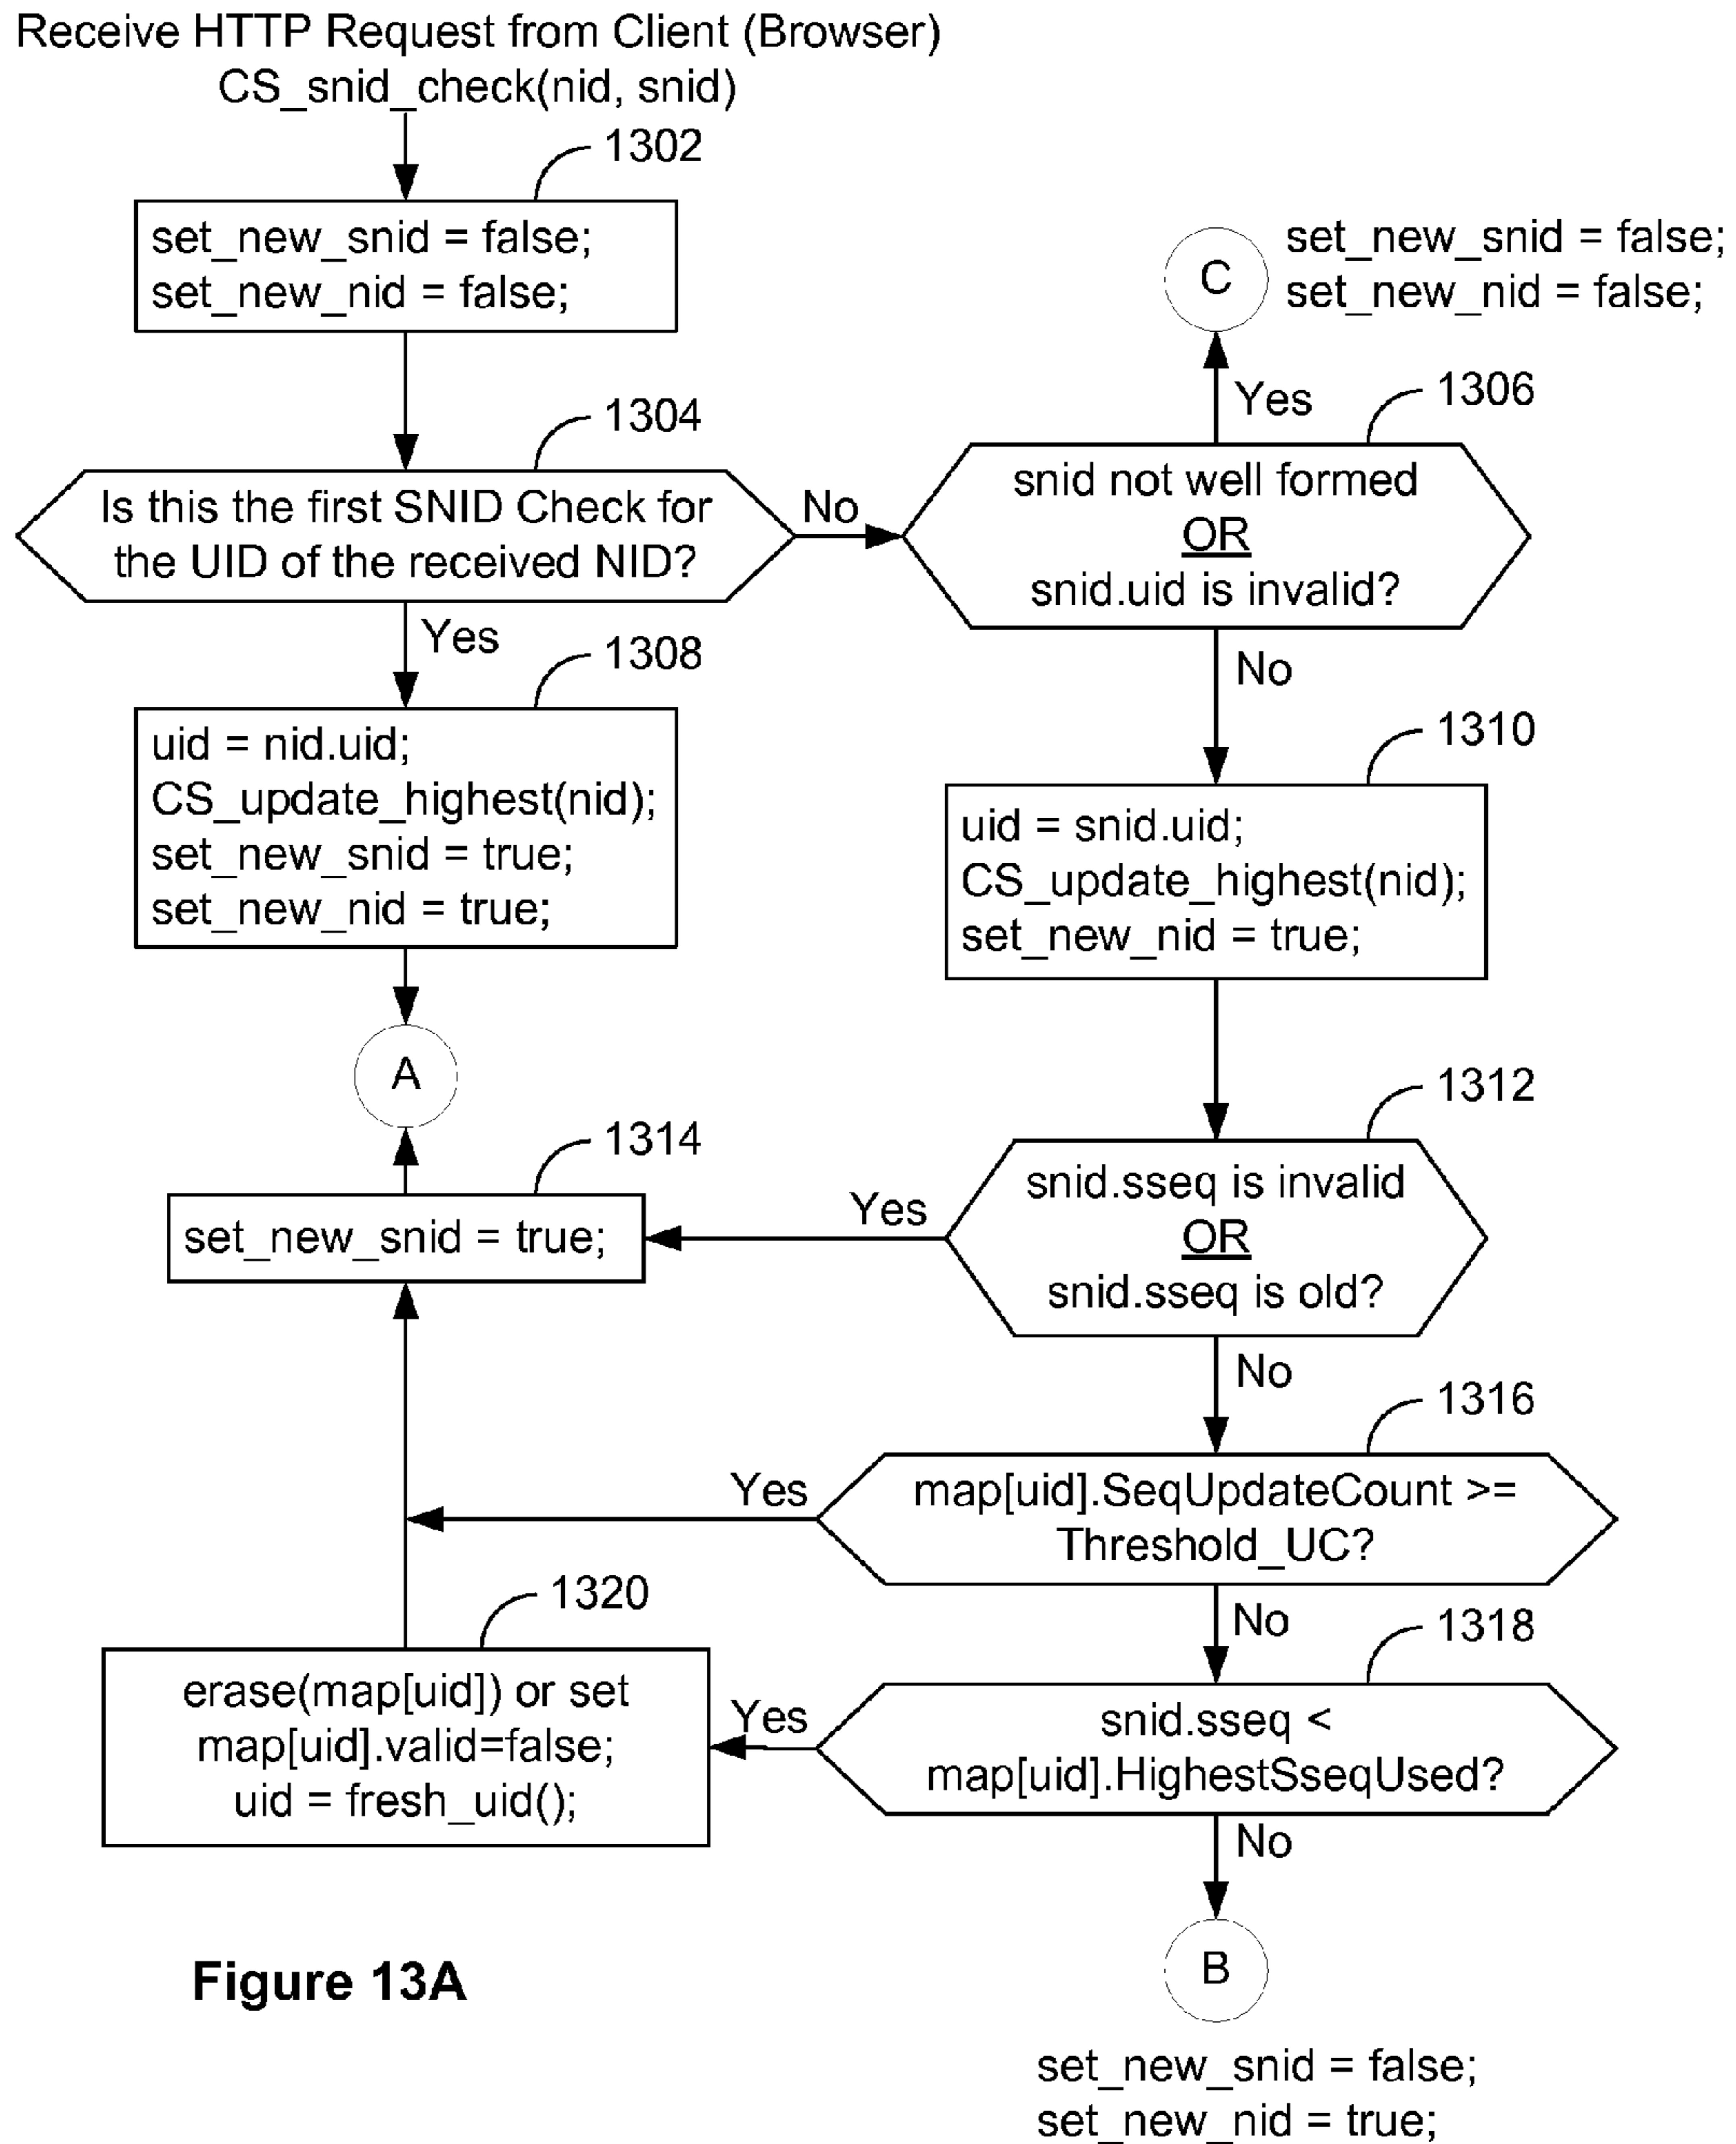 Receive HTTP Request from Client (Browser)
CS_snid_check(nid, snid)
1302
set_new_snid = false;
set_new_nid = false;
C
set_new_snid = false;
set_new_nid = false;
Yes
1304
Is this the first SNID Check for
the UID of the received NID?
No
1306
snid not well formed
OR
snid.uid is invalid?
Yes
No
1308
uid = nid.uid;
CS_update_highest(nid);
set_new_snid = true;
set_new_nid = true;
1310
uid = snid.uid;
CS_update_highest(nid);
set_new_nid = true;
A
1312
snid.sseq is invalid
OR
snid.sseq is old?
Yes
No
1314
set_new_snid = true;
1316
map[uid].SeqUpdateCount >=
Threshold_UC?
Yes
No
1318
snid.sseq <
map[uid].HighestSseqUsed?
Yes
No
1320
erase(map[uid]) or set
map[uid].valid=false;
uid = fresh_uid();
B
set_new_snid = false;
set_new_nid = true;
Figure 13A